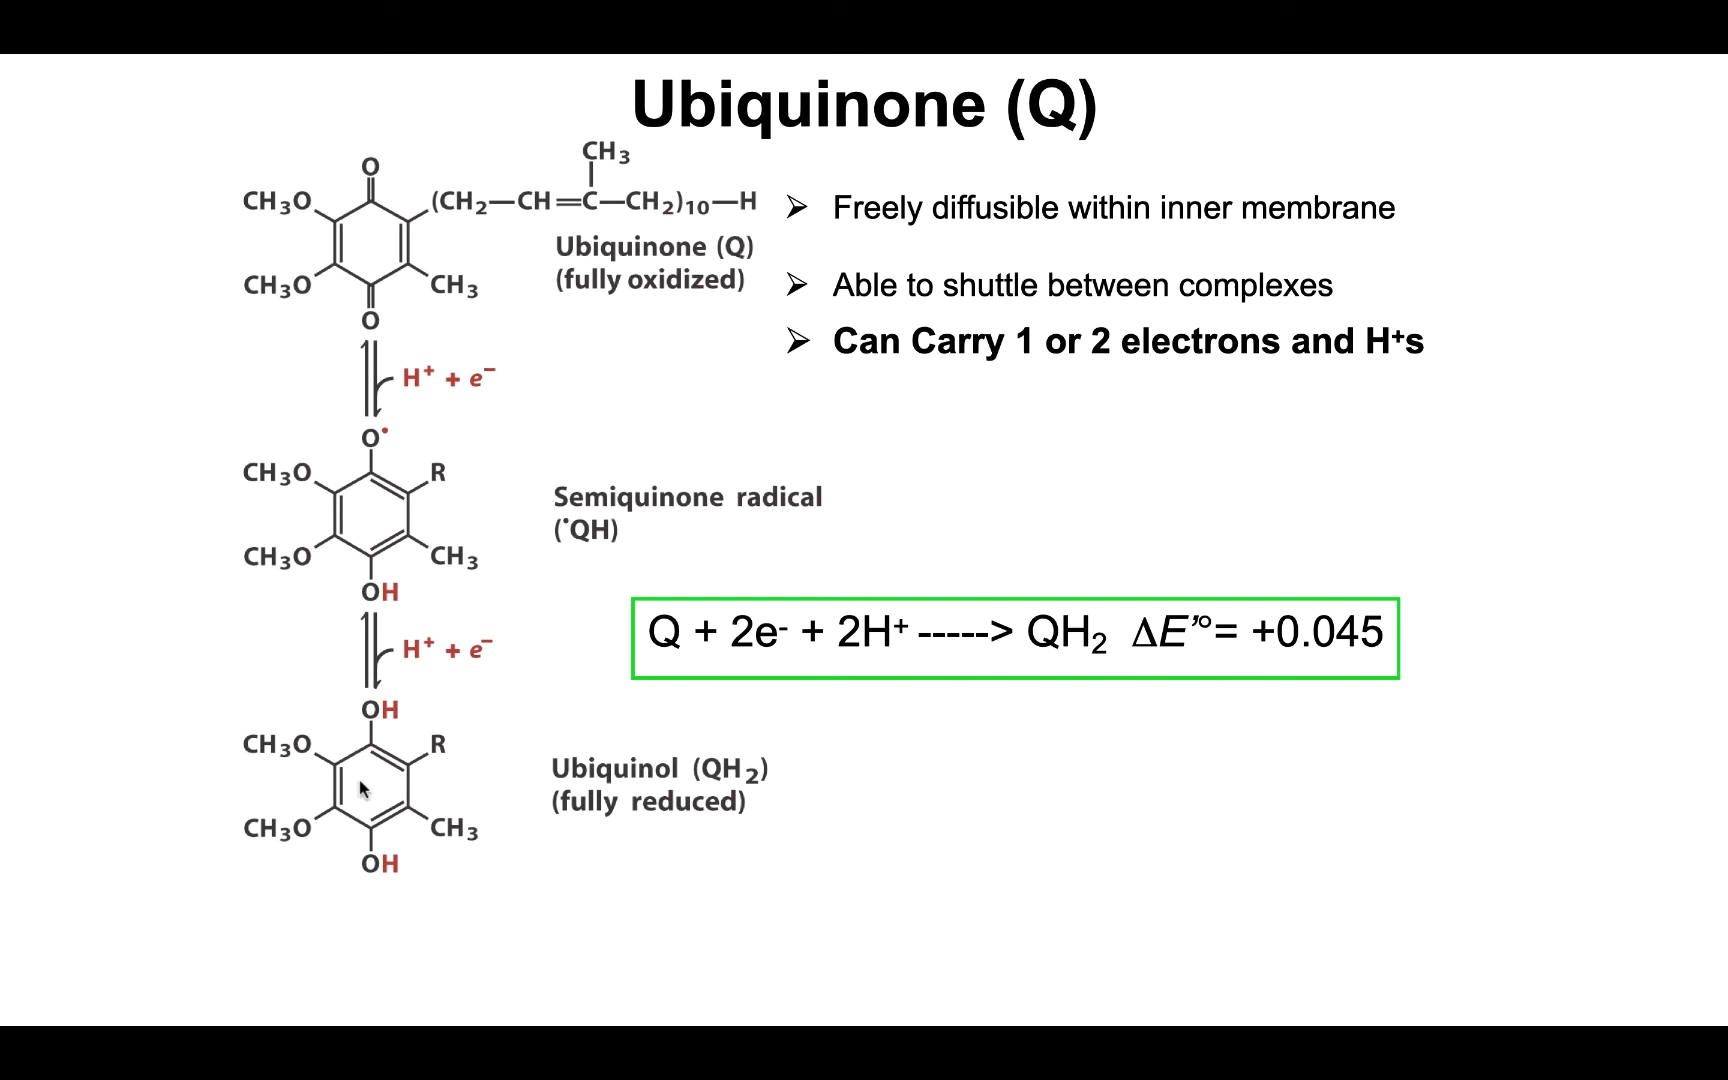 Ubiquinone (Q)
CH3
O
CH3O (CH2—CH=C—CH2)10—H
➢ Freely diffusible within inner membrane
Ubiquinone (Q)
(fully oxidized)
CH3O CH3
➢ Able to shuttle between complexes
O
➢ Can Carry 1 or 2 electrons and H⁺s
H⁺ + e⁻
O•
CH3O R
Semiquinone radical
(•QH)
CH3O CH3
OH
Q + 2e⁻ + 2H⁺ -----> QH₂ ΔE’º= +0.045
H⁺ + e⁻
OH
CH3O R
Ubiquinol (QH₂)
(fully reduced)
CH3O CH3
OH